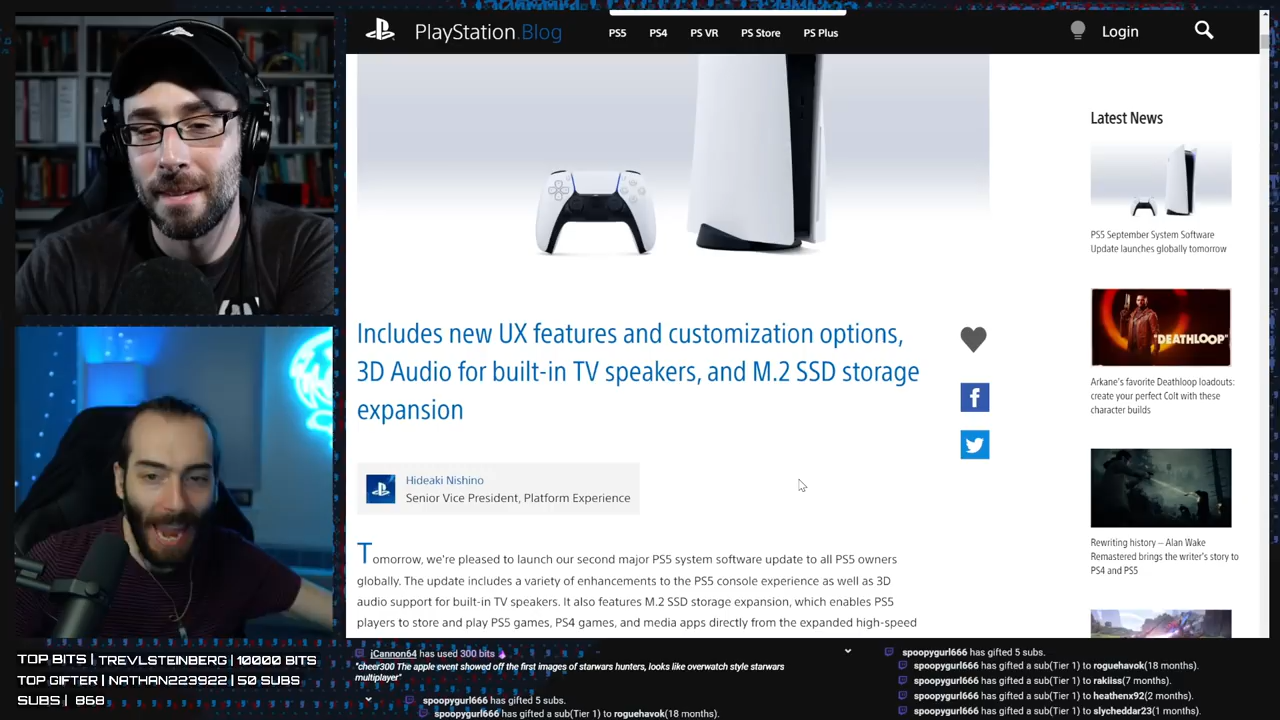 PlayStation.Blog
PS5 PS4 PS VR PS Store PS Plus
Login
Includes new UX features and customization options,
3D Audio for built-in TV speakers, and M.2 SSD storage
expansion
Hideaki Nishino
Senior Vice President, Platform Experience
Tomorrow, we're pleased to launch our second major PS5 system software update to all PS5 owners
globally. The update includes a variety of enhancements to the PS5 console experience as well as 3D
audio support for built-in TV speakers. It also features M.2 SSD storage expansion, which enables PS5
players to store and play PS5 games, PS4 games, and media apps directly from the expanded high-speed
Latest News
PS5 September System Software
Update launches globally tomorrow
"DEATHLOOP"
Arkane's favorite Deathloop loadouts:
create your perfect Colt with these
character builds
Rewriting history – Alan Wake
Remastered brings the writer's story to
PS4 and PS5
TOP BITS | TREVLSTEINBERG | 10000 BITS
TOP GIFTER | NATHAN223922 | 50 SUBS
SUBS | 868
jCannon64 has used 300 bits
"cheer300 The apple event showed off the first images of starwars hunters, looks like overwatch style starwars
multiplayer"
spoopygurl666 has gifted 5 subs.
spoopygurl666 has gifted a sub(Tier 1) to roguehavok(18 months).
spoopygurl666 has gifted 5 subs.
spoopygurl666 has gifted a sub(Tier 1) to roguehavok(18 months).
spoopygurl666 has gifted a sub(Tier 1) to rakiiss(7 months).
spoopygurl666 has gifted a sub(Tier 1) to heathenx92(2 months).
spoopygurl666 has gifted a sub(Tier 1) to slycheddar23(1 months).